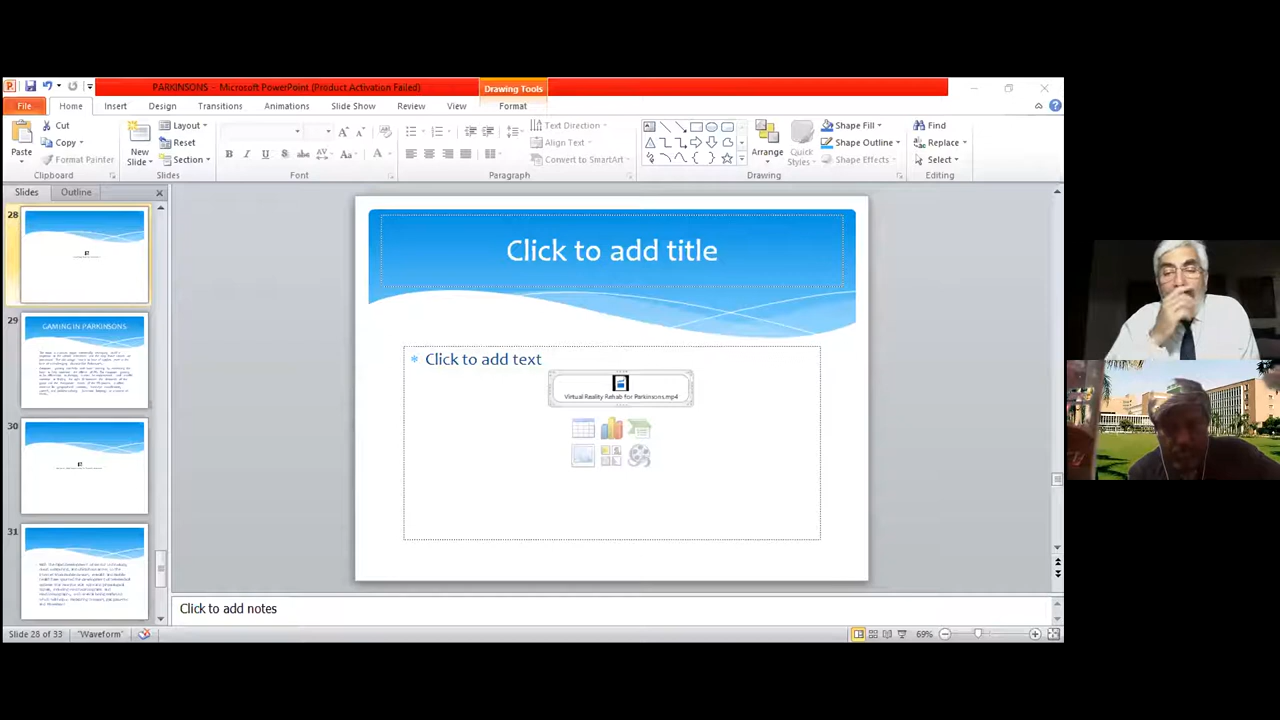 PARKINSONS - Microsoft PowerPoint (Product Activation Failed)
Drawing Tools
File Home Insert Design Transitions Animations Slide Show Review View Format
Paste
Cut
Copy
Format Painter
Clipboard
New
Slide
Layout
Reset
Section
Slides
B I U S abc AV Aa A
Font
Text Direction
Align Text
Convert to SmartArt
Paragraph
Arrange
Quick
Styles
Shape Fill
Shape Outline
Shape Effects
Drawing
Find
Replace
Select
Editing
Slides Outline
28
29
GAMING IN PARKINSONS
30
31
Click to add title
Click to add text
Virtual Reality Rehab for Parkinsons.mp4
Click to add notes
Slide 28 of 33 "Waveform" 69%